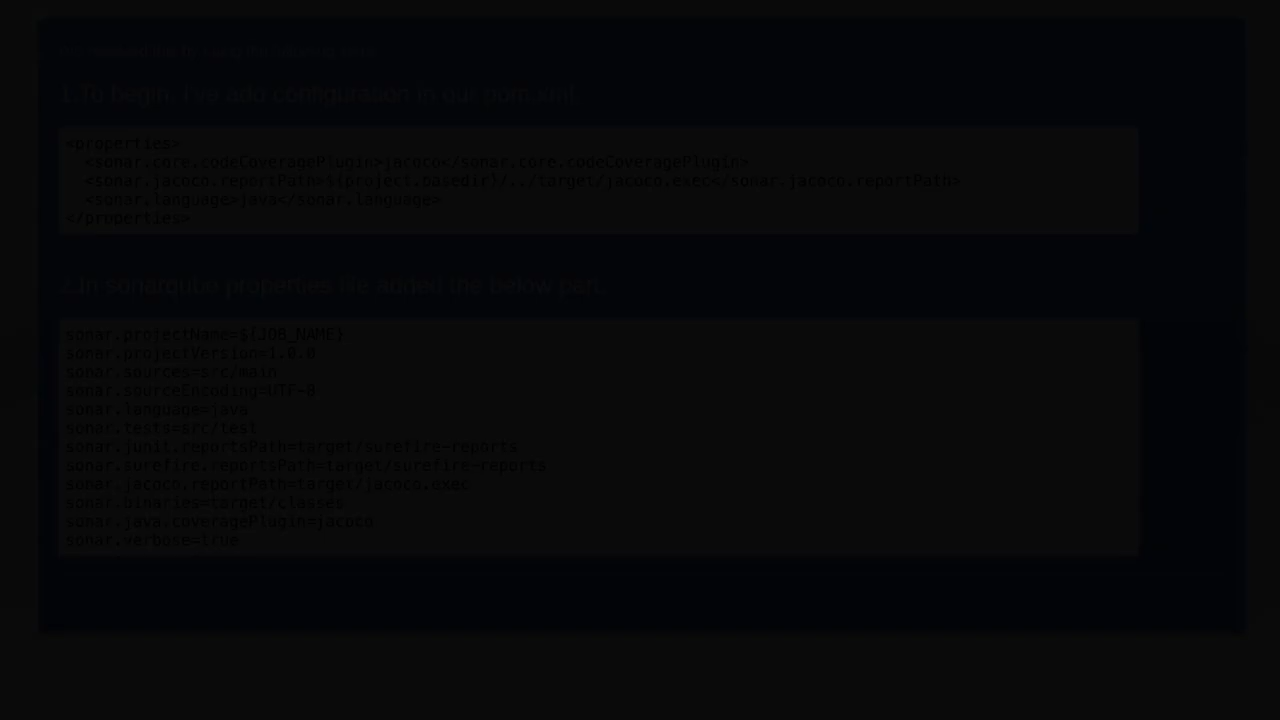 1.To begin, I've add configuration in our pom.xml.
<properties>
  <sonar.core.codeCoveragePlugin>jacoco</sonar.core.codeCoveragePlugin>
  <sonar.jacoco.reportPath>${project.basedir}/../target/jacoco.exec</sonar.jacoco.reportPath>
  <sonar.language>java</sonar.language>
</properties>
2.In sonarqube properties file added the below part.
sonar.projectName=${JOB_NAME}
sonar.projectVersion=1.0.0
sonar.sources=src/main
sonar.sourceEncoding=UTF-8
sonar.language=java
sonar.tests=src/test
sonar.junit.reportsPath=target/surefire-reports
sonar.surefire.reportsPath=target/surefire-reports
sonar.jacoco.reportPath=target/jacoco.exec
sonar.binaries=target/classes
sonar.java.coveragePlugin=jacoco
sonar.verbose=true